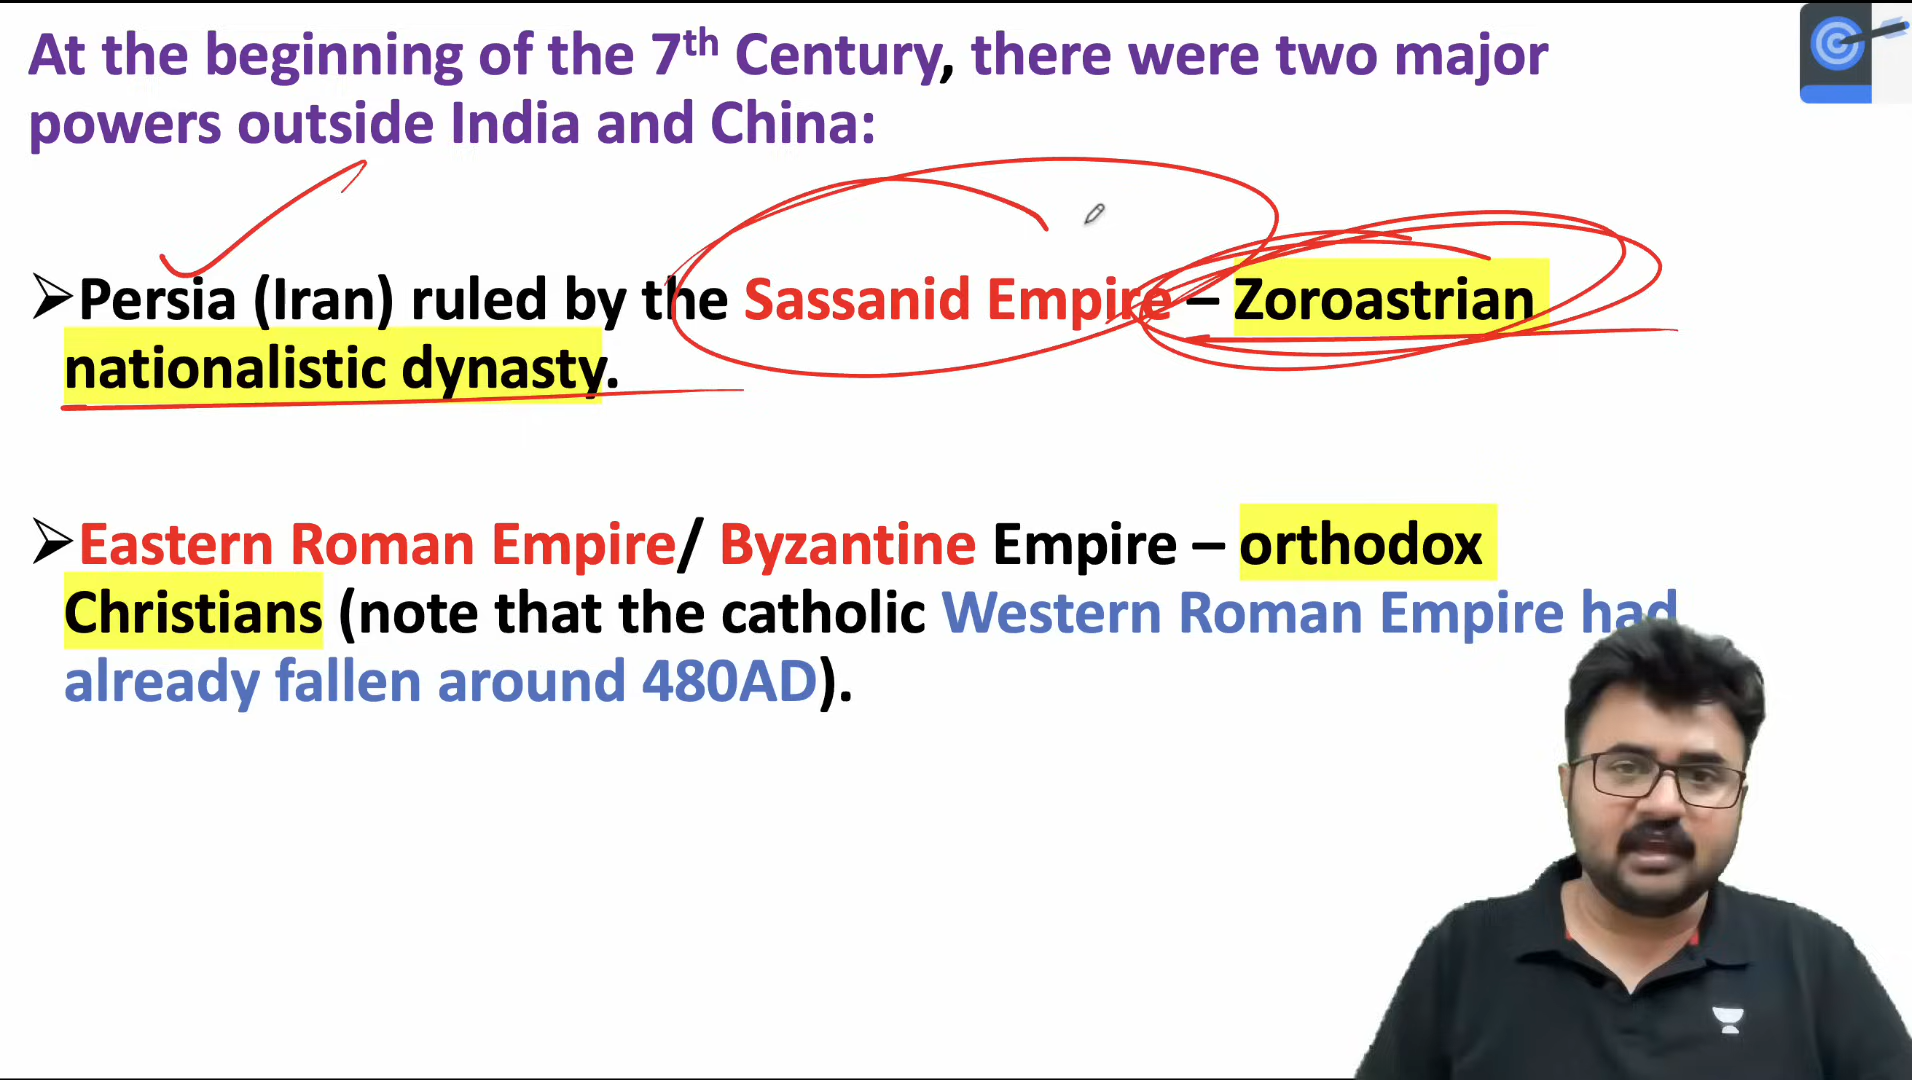 At the beginning of the 7th Century, there were two major
powers outside India and China:
➢Persia (Iran) ruled by the Sassanid Empire – Zoroastrian
nationalistic dynasty.
➢Eastern Roman Empire/ Byzantine Empire – orthodox
Christians (note that the catholic Western Roman Empire had
already fallen around 480AD).